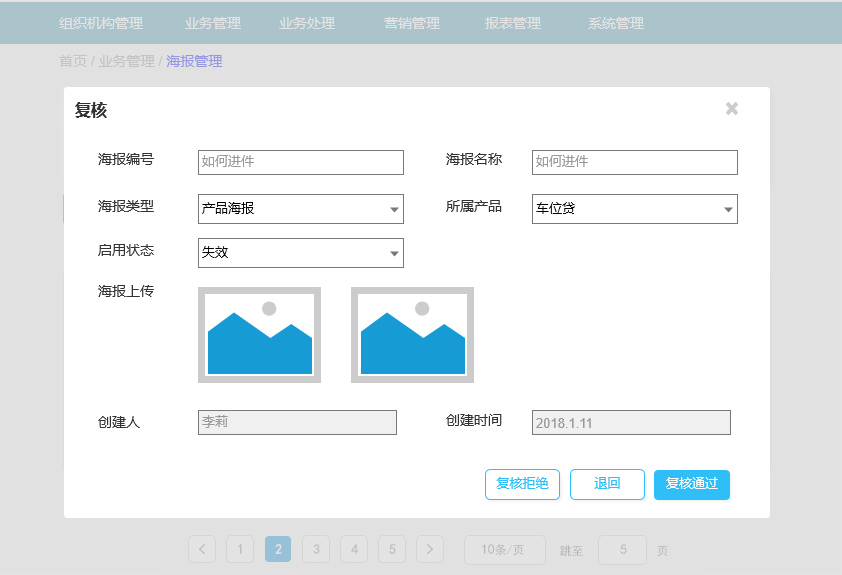 组织机构管理 业务管理 业务处理 营销管理 报表管理 系统管理
首页 / 业务管理 / 海报管理
复核
海报编号 如何进件 海报名称 如何进件
海报类型 产品海报 所属产品 车位贷
启用状态 失效
海报上传
创建人 李莉 创建时间 2018.1.11
复核拒绝 退回 复核通过
1 2 3 4 5 10条/页 跳至 5 页